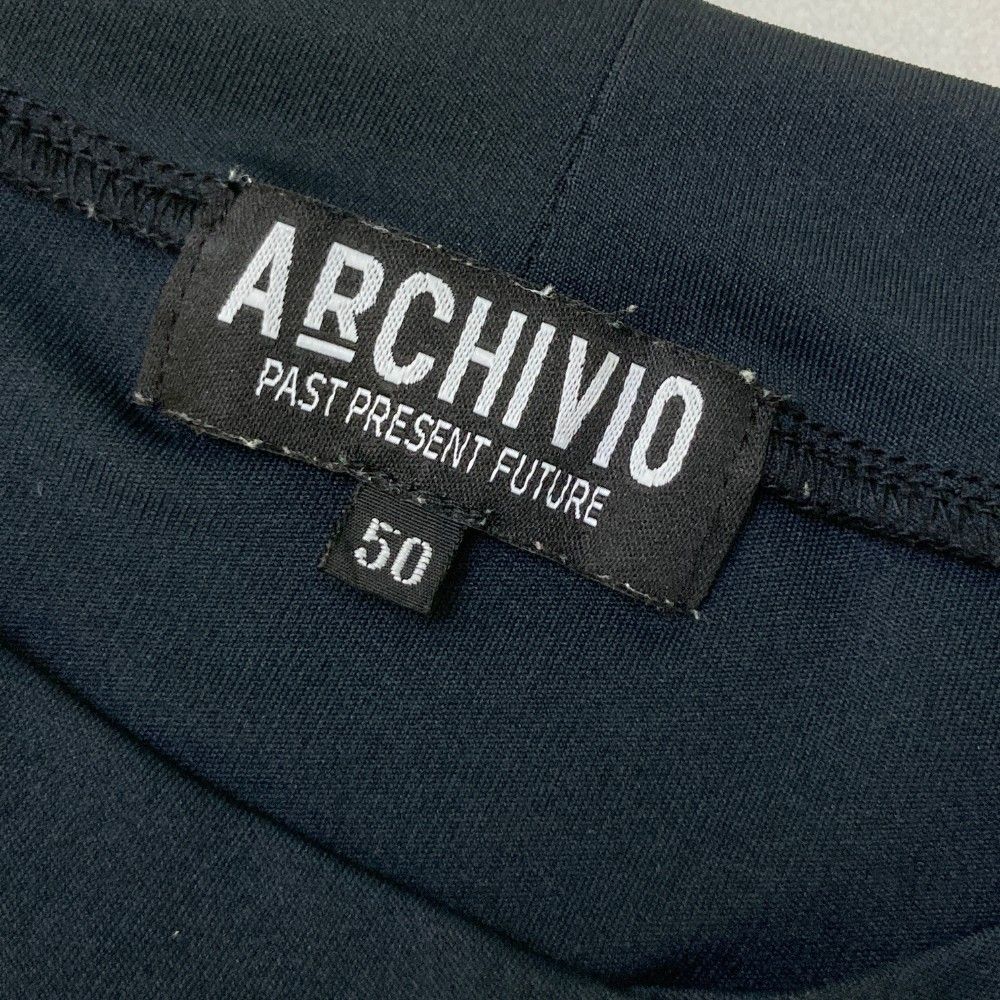 ARCHIVIO
PAST PRESENT FUTURE
50